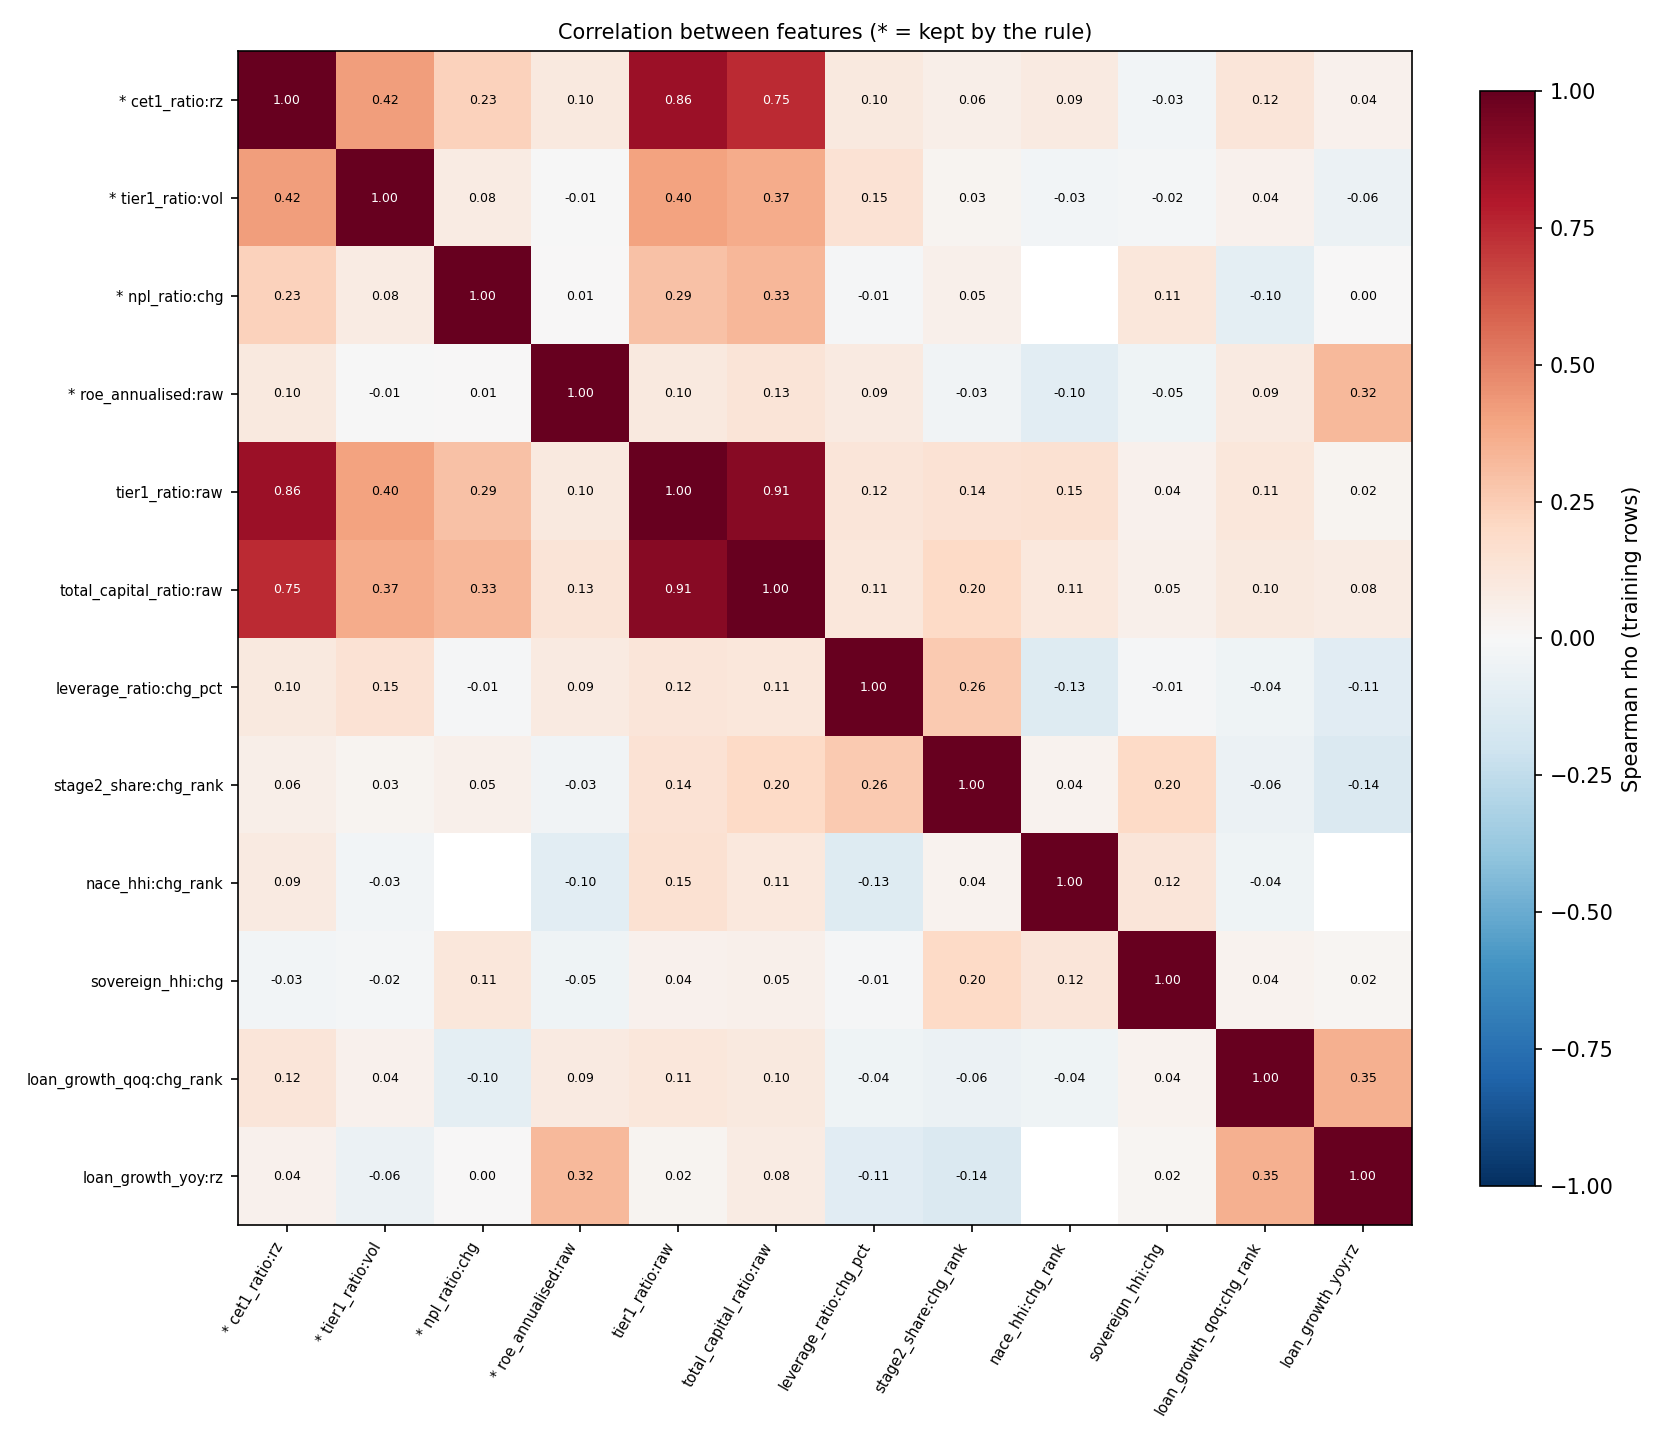 Correlation between features (* = kept by the rule)
* cet1_ratio:rz 1.00 0.42 0.23 0.10 0.86 0.75 0.10 0.06 0.09 -0.03 0.12 0.04
* tier1_ratio:vol 0.42 1.00 0.08 -0.01 0.40 0.37 0.15 0.03 -0.03 -0.02 0.04 -0.06
* npl_ratio:chg 0.23 0.08 1.00 0.01 0.29 0.33 -0.01 0.05 0.11 -0.10 0.00
* roe_annualised:raw 0.10 -0.01 0.01 1.00 0.10 0.13 0.09 -0.03 -0.10 -0.05 0.09 0.32
tier1_ratio:raw 0.86 0.40 0.29 0.10 1.00 0.91 0.12 0.14 0.15 0.04 0.11 0.02
total_capital_ratio:raw 0.75 0.37 0.33 0.13 0.91 1.00 0.11 0.20 0.11 0.05 0.10 0.08
leverage_ratio:chg_pct 0.10 0.15 -0.01 0.09 0.12 0.11 1.00 0.26 -0.13 -0.01 -0.04 -0.11
stage2_share:chg_rank 0.06 0.03 0.05 -0.03 0.14 0.20 0.26 1.00 0.04 0.20 -0.06 -0.14
nace_hhi:chg_rank 0.09 -0.03 -0.10 0.15 0.11 -0.13 0.04 1.00 0.12 -0.04
sovereign_hhi:chg -0.03 -0.02 0.11 -0.05 0.04 0.05 -0.01 0.20 0.12 1.00 0.04 0.02
loan_growth_qoq:chg_rank 0.12 0.04 -0.10 0.09 0.11 0.10 -0.04 -0.06 -0.04 0.04 1.00 0.35
loan_growth_yoy:rz 0.04 -0.06 0.00 0.32 0.02 0.08 -0.11 -0.14 0.02 0.35 1.00
* cet1_ratio:rz
* tier1_ratio:vol
* npl_ratio:chg
* roe_annualised:raw
tier1_ratio:raw
total_capital_ratio:raw
leverage_ratio:chg_pct
stage2_share:chg_rank
nace_hhi:chg_rank
sovereign_hhi:chg
loan_growth_qoq:chg_rank
loan_growth_yoy:rz
1.00
0.75
0.50
0.25
0.00
−0.25
−0.50
−0.75
−1.00
Spearman rho (training rows)